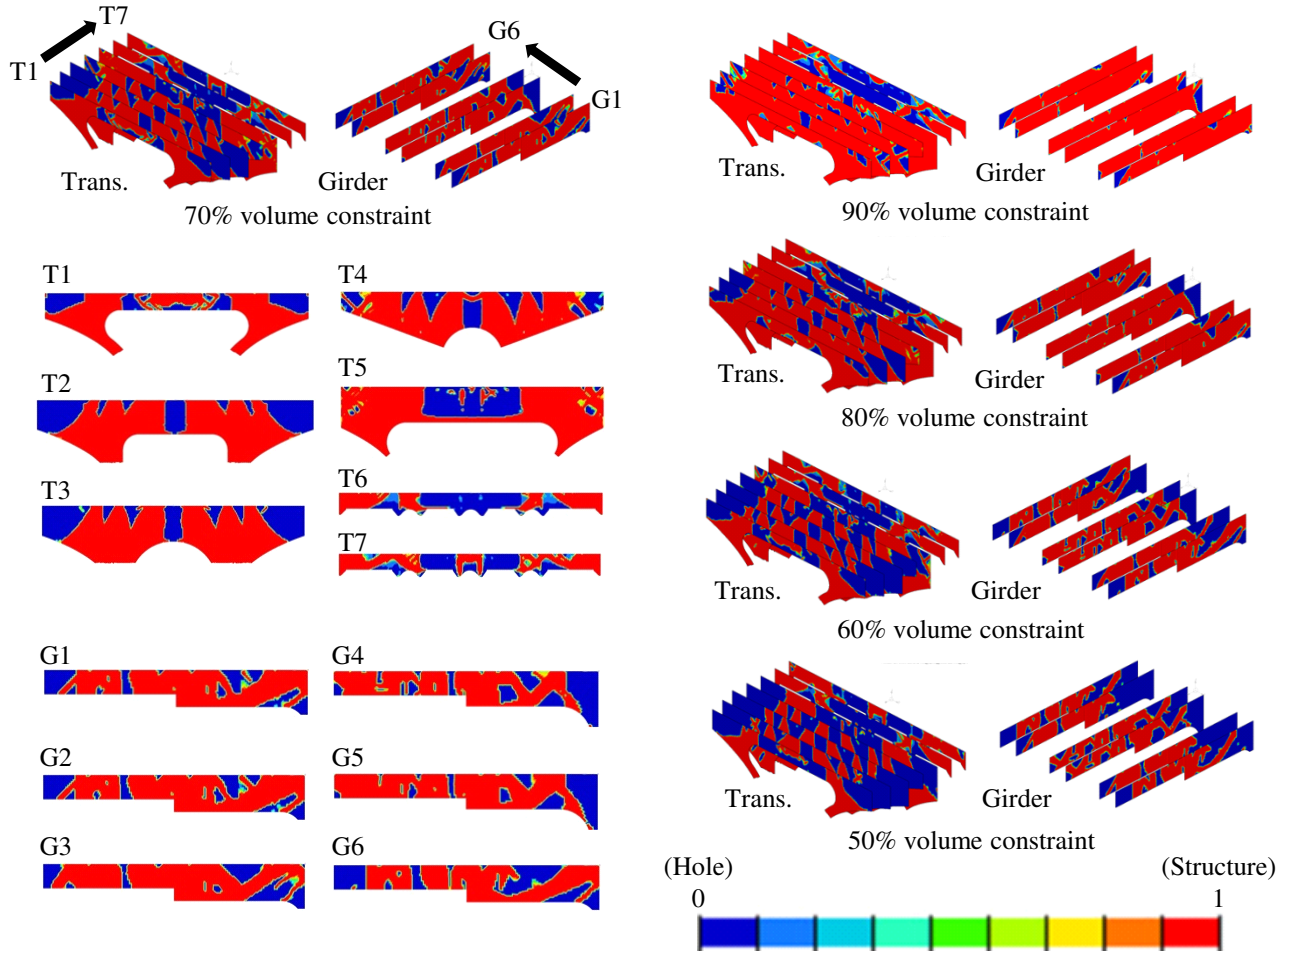 T7
T1
G6
G1
Trans.
Girder
70% volume constraint
Trans.
Girder
90% volume constraint
T1
T4
T2
T5
T3
T6
T7
Trans.
Girder
80% volume constraint
Trans.
Girder
60% volume constraint
G1
G4
G2
G5
G3
G6
Trans.
Girder
50% volume constraint
(Hole) (Structure)
0 1